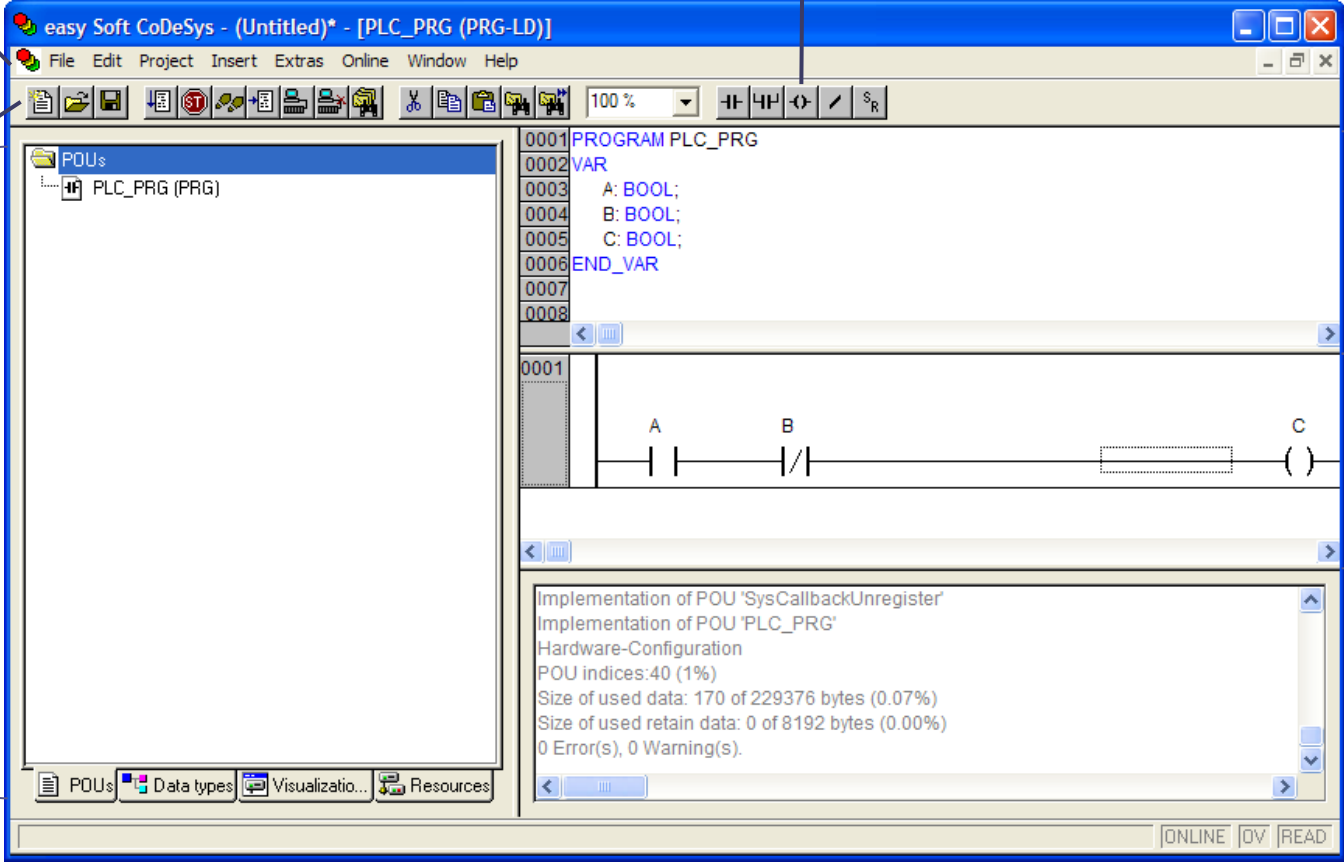 easy Soft CoDeSys - (Untitled)* - [PLC_PRG (PRG-LD)]
File Edit Project Insert Extras Online Window Help
ST 100 % S R
POUs
PLC_PRG (PRG)
0001 PROGRAM PLC_PRG
0002 VAR
0003 A: BOOL;
0004 B: BOOL;
0005 C: BOOL;
0006 END_VAR
0007
0008
0001
A B C
Implementation of POU 'SysCallbackUnregister'
Implementation of POU 'PLC_PRG'
Hardware-Configuration
POU indices:40 (1%)
Size of used data: 170 of 229376 bytes (0.07%)
Size of used retain data: 0 of 8192 bytes (0.00%)
0 Error(s), 0 Warning(s).
POUs Data types Visualizatio... Resources
ONLINE OV READ